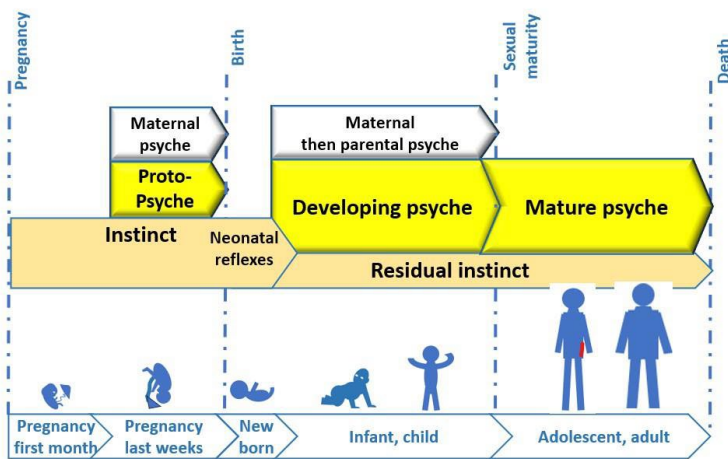 Pregnancy
Birth
Sexual
maturity
Death
Maternal
psyche
Maternal
then parental psyche
Proto-
Psyche
Developing psyche
Mature psyche
Instinct
Neonatal
reflexes
Residual instinct
Pregnancy
first month
Pregnancy
last weeks
New
born
Infant, child
Adolescent, adult